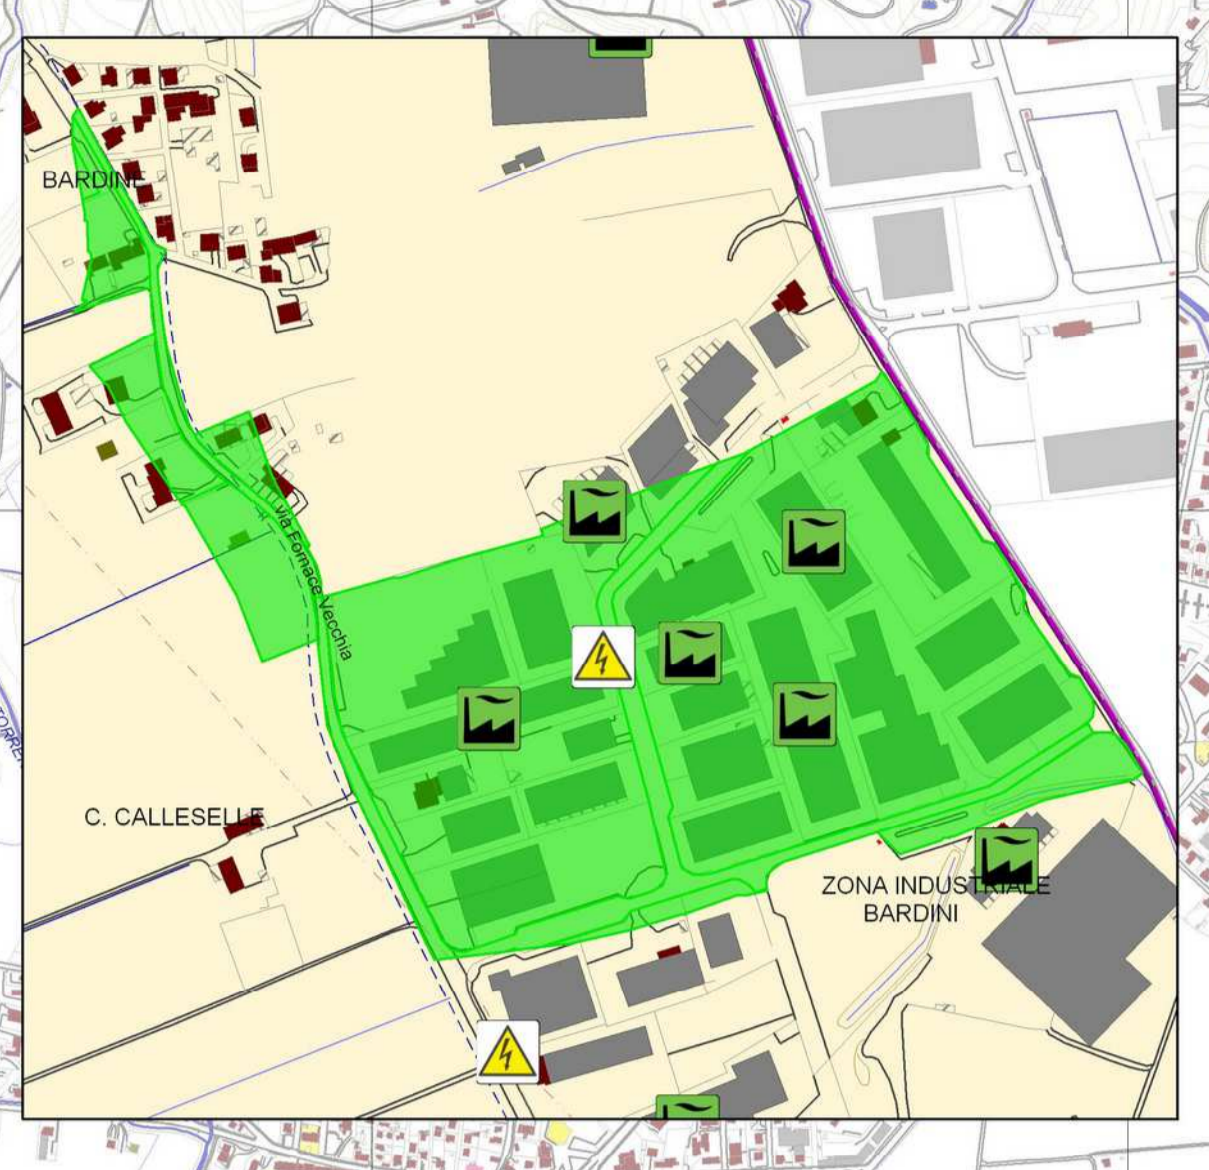 BARDINE
via Fornace Vecchia
C. CALLESELLE
ZONA INDUSTRIALE
BARDINI